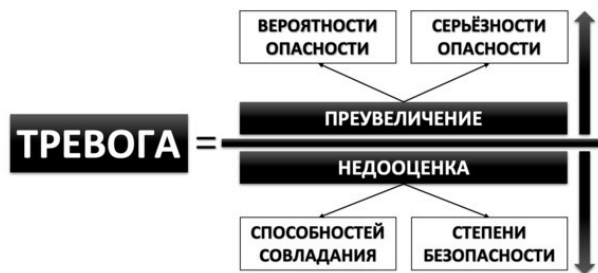 ВЕРОЯТНОСТИ
ОПАСНОСТИ
СЕРЬЁЗНОСТИ
ОПАСНОСТИ
ПРЕУВЕЛИЧЕНИЕ
ТРЕВОГА =
НЕДООЦЕНКА
СПОСОБНОСТЕЙ
СОВЛАДАНИЯ
СТЕПЕНИ
БЕЗОПАСНОСТИ